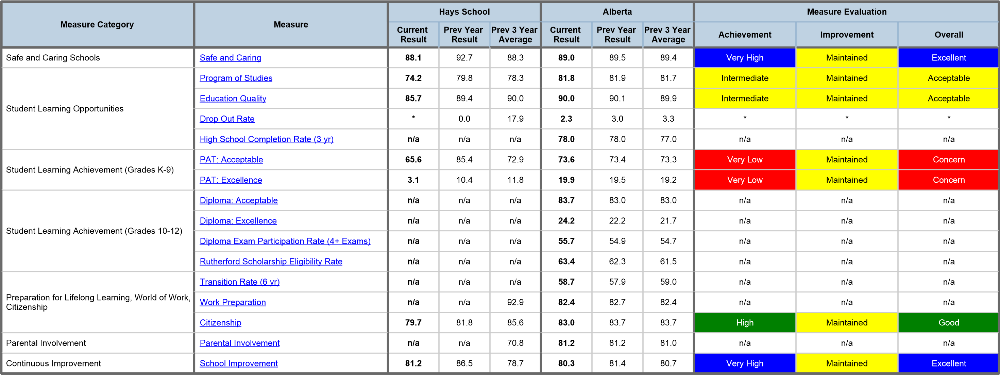 Measure Category	Measure	Hays School	Alberta	Measure Evaluation
Current Result	Prev Year Result	Prev 3 Year Average	Current Result	Prev Year Result	Prev 3 Year Average	Achievement	Improvement	Overall
Safe and Caring Schools	Safe and Caring	88.1	92.7	88.3	89.0	89.5	89.4	Very High	Maintained	Excellent
Student Learning Opportunities	Program of Studies	74.2	79.8	78.3	81.8	81.9	81.7	Intermediate	Maintained	Acceptable
Education Quality	85.7	89.4	90.0	90.0	90.1	89.9	Intermediate	Maintained	Acceptable
Drop Out Rate	*	0.0	17.9	2.3	3.0	3.3	*	*	*
High School Completion Rate (3 yr)	n/a	n/a	n/a	78.0	78.0	77.0	n/a	n/a	n/a
Student Learning Achievement (Grades K-9)	PAT: Acceptable	65.6	85.4	72.9	73.6	73.4	73.3	Very Low	Maintained	Concern
PAT: Excellence	3.1	10.4	11.8	19.9	19.5	19.2	Very Low	Maintained	Concern
Student Learning Achievement (Grades 10-12)	Diploma: Acceptable	n/a	n/a	n/a	83.7	83.0	83.0	n/a	n/a	n/a
Diploma: Excellence	n/a	n/a	n/a	24.2	22.2	21.7	n/a	n/a	n/a
Diploma Exam Participation Rate (4+ Exams)	n/a	n/a	n/a	55.7	54.9	54.7	n/a	n/a	n/a
Rutherford Scholarship Eligibility Rate	n/a	n/a	n/a	63.4	62.3	61.5	n/a	n/a	n/a
Preparation for Lifelong Learning, World of Work, Citizenship	Transition Rate (6 yr)	n/a	n/a	n/a	58.7	57.9	59.0	n/a	n/a	n/a
Work Preparation	n/a	n/a	92.9	82.4	82.7	82.4	n/a	n/a	n/a
Citizenship	79.7	81.8	85.6	83.0	83.7	83.7	High	Maintained	Good
Parental Involvement	Parental Involvement	n/a	n/a	70.8	81.2	81.2	81.0	n/a	n/a	n/a
Continuous Improvement	School Improvement	81.2	86.5	78.7	80.3	81.4	80.7	Very High	Maintained	Excellent